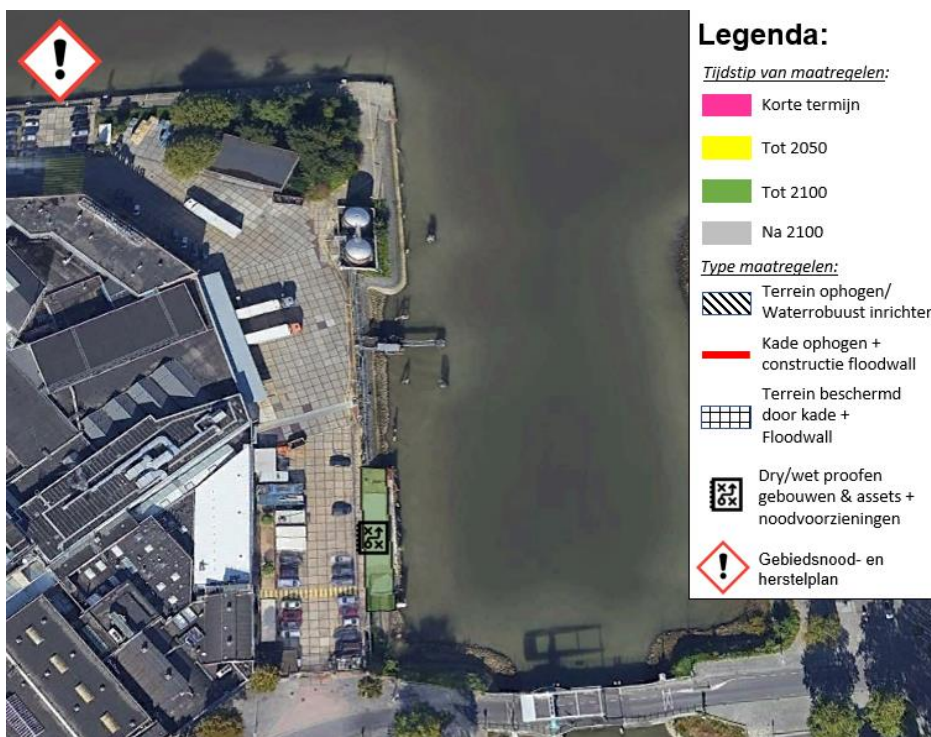 Legenda:
Tijdstip van maatregelen:
Korte termijn
Tot 2050
Tot 2100
Na 2100
Type maatregelen:
Terrein ophogen/
Waterrobuust inrichten
Kade ophogen +
constructie floodwall
Terrein beschermd
door kade +
Floodwall
Dry/wet proofen
gebouwen & assets +
noodvoorzieningen
Gebiedsnood- en
herstelplan